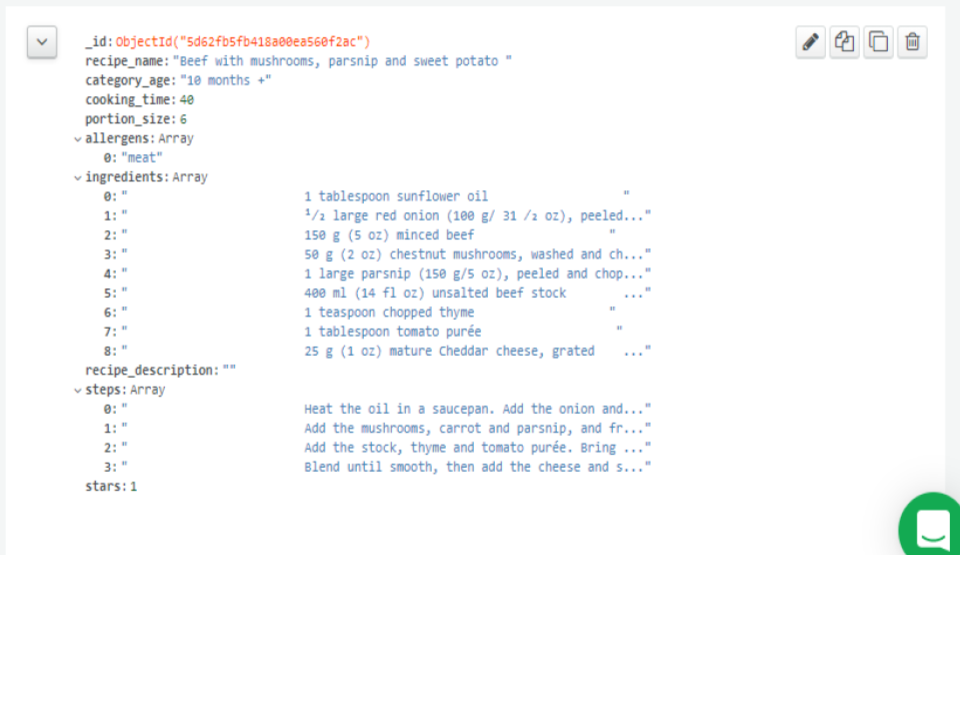 _id: ObjectId("5d62fb5fb418a00ea560f2ac")
recipe_name: "Beef with mushrooms, parsnip and sweet potato "
category_age: "10 months +"
cooking_time: 40
portion_size: 6
allergens: Array
0: "meat"
ingredients: Array
0: " 1 tablespoon sunflower oil "
1: " ¹/₂ large red onion (100 g/ 31 /₂ oz), peeled..."
2: " 150 g (5 oz) minced beef "
3: " 50 g (2 oz) chestnut mushrooms, washed and ch..."
4: " 1 large parsnip (150 g/5 oz), peeled and chop..."
5: " 400 ml (14 fl oz) unsalted beef stock ..."
6: " 1 teaspoon chopped thyme "
7: " 1 tablespoon tomato purée "
8: " 25 g (1 oz) mature Cheddar cheese, grated ..."
recipe_description: ""
steps: Array
0: " Heat the oil in a saucepan. Add the onion and..."
1: " Add the mushrooms, carrot and parsnip, and fr..."
2: " Add the stock, thyme and tomato purée. Bring ..."
3: " Blend until smooth, then add the cheese and s..."
stars: 1